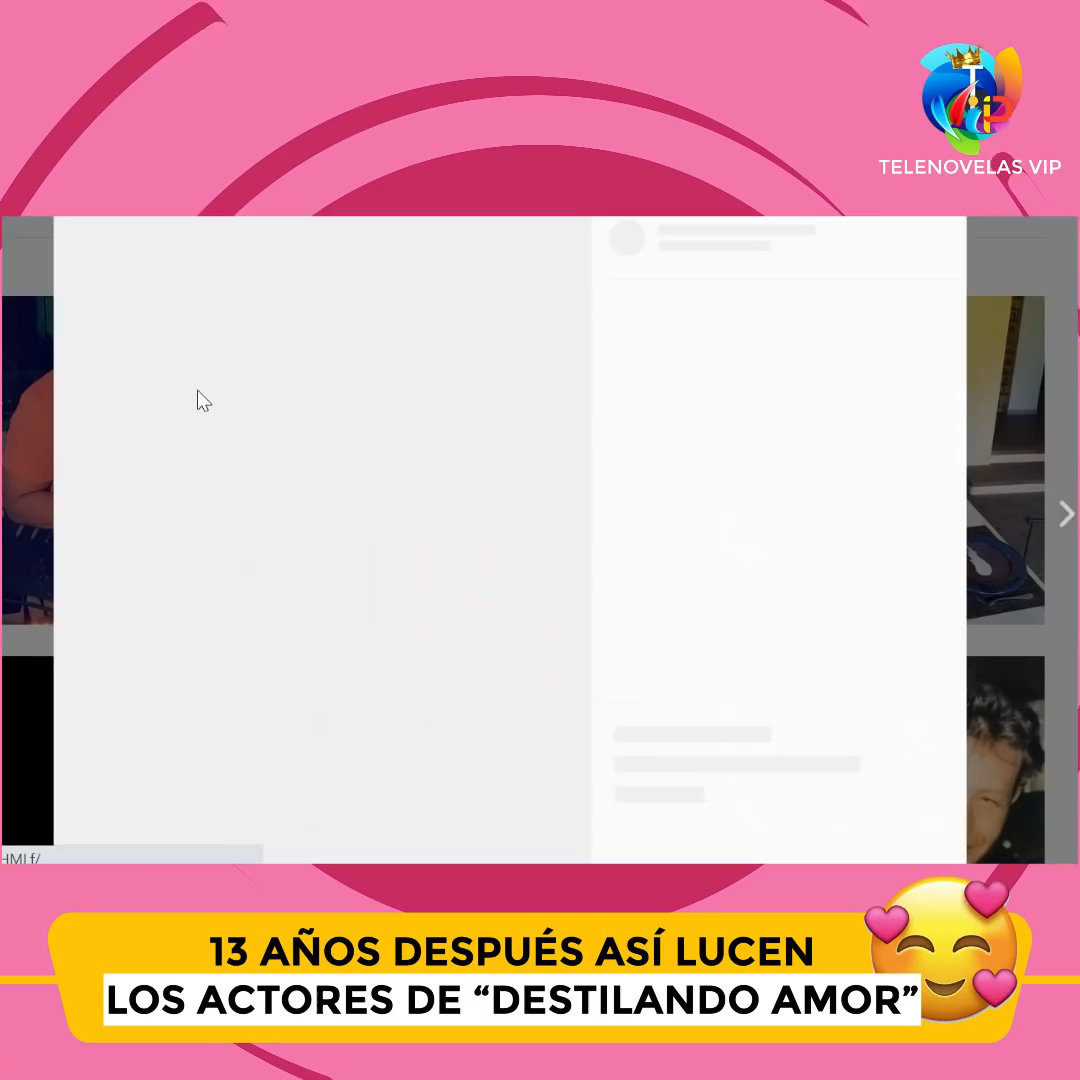 TELENOVELAS VIP
13 AÑOS DESPUÉS ASÍ LUCEN
LOS ACTORES DE “DESTILANDO AMOR”